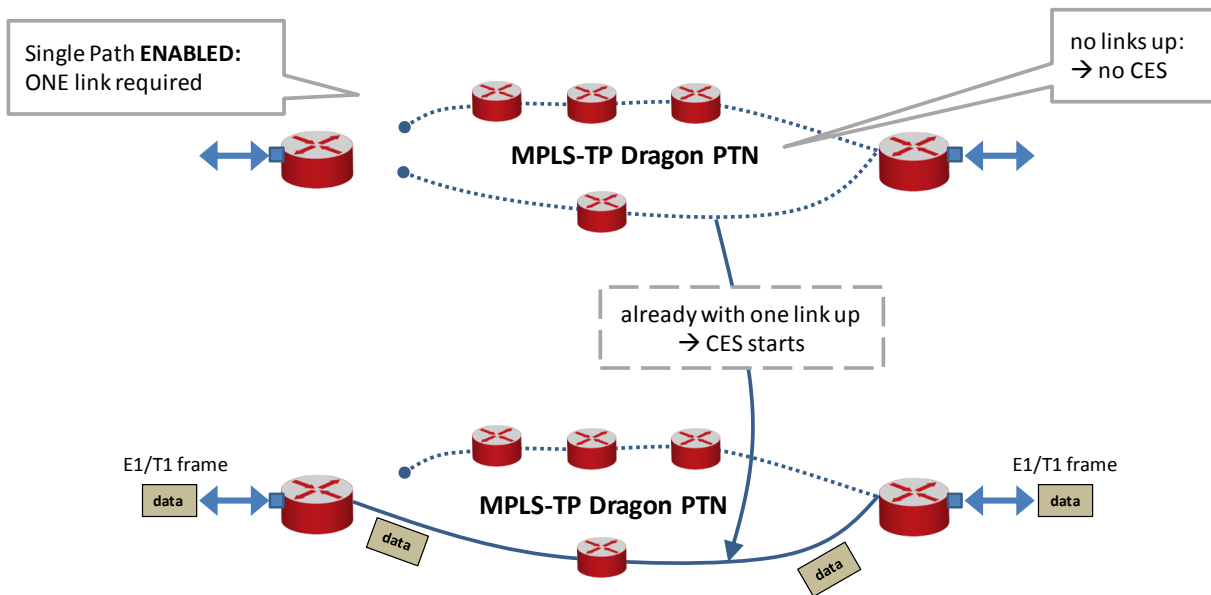 Single Path ENABLED:
ONE link required
no links up:
→ no CES
MPLS-TP Dragon PTN
already with one link up
→ CES starts
E1/T1 frame
data
MPLS-TP Dragon PTN
E1/T1 frame
data
data
data